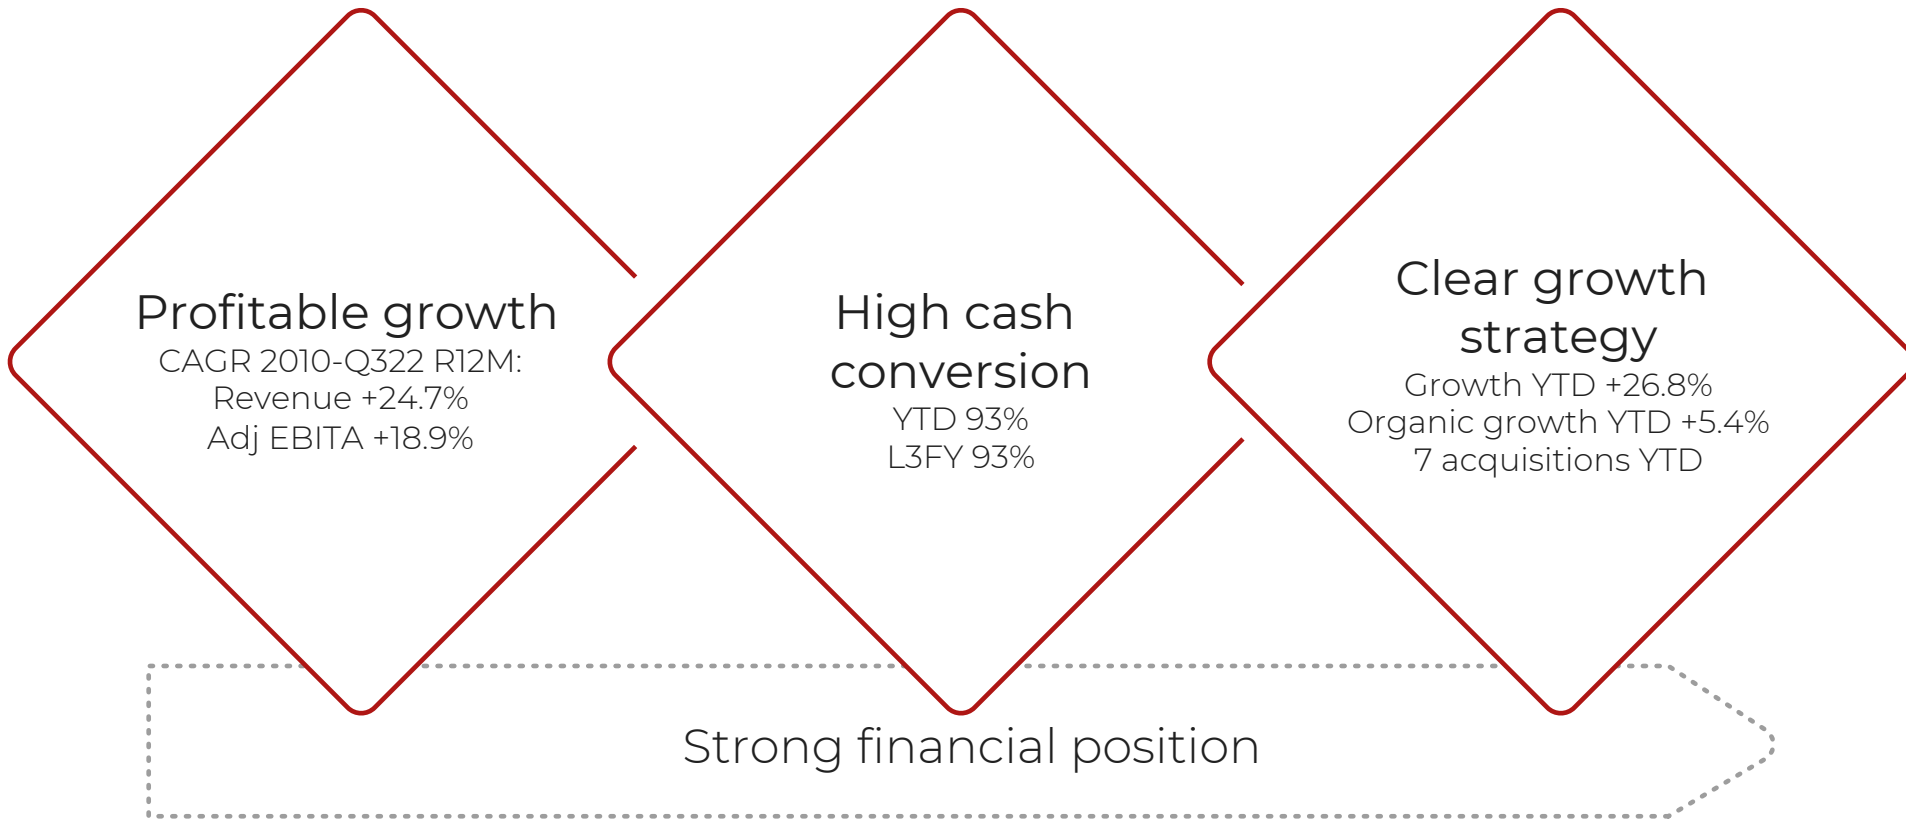 Profitable growth
CAGR 2010-Q322 R12M:
Revenue +24.7%
Adj EBITA +18.9%
High cash
conversion
YTD 93%
L3FY 93%
Clear growth
strategy
Growth YTD +26.8%
Organic growth YTD +5.4%
7 acquisitions YTD
Strong financial position